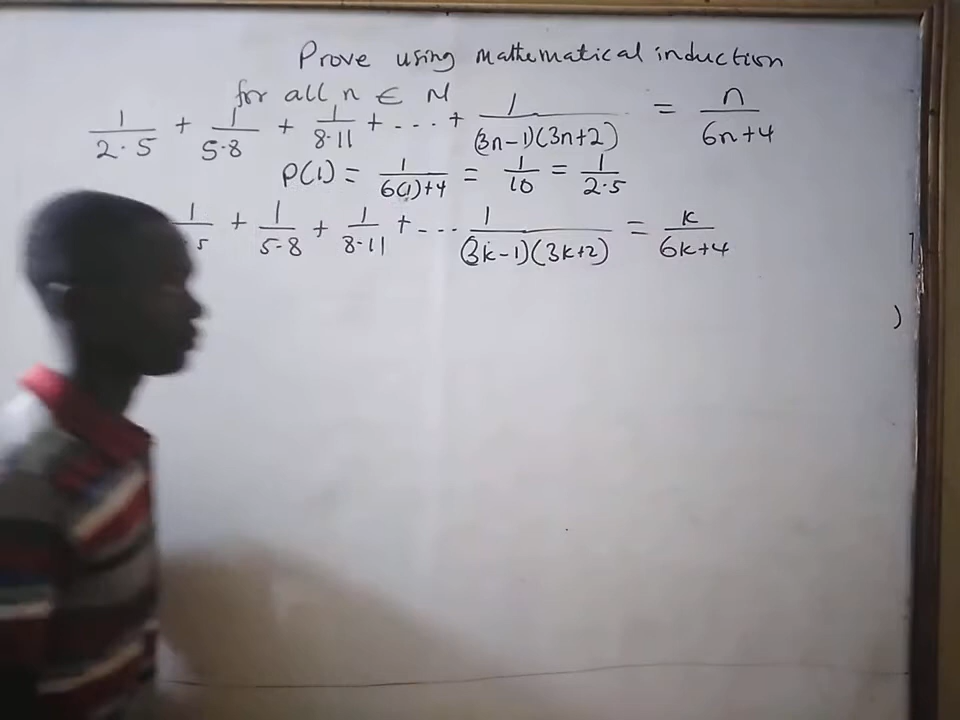 Prove using mathematical induction
for all n ∈ N
1/(2·5) + 1/(5·8) + 1/(8·11) + ... + 1/((3n-1)(3n+2)) = n/(6n+4)
P(1) = 1/(6(1)+4) = 1/10 = 1/(2·5)
1/(·5) + 1/(5·8) + 1/(8·11) + ... 1/((3k-1)(3k+2)) = k/(6k+4)
)